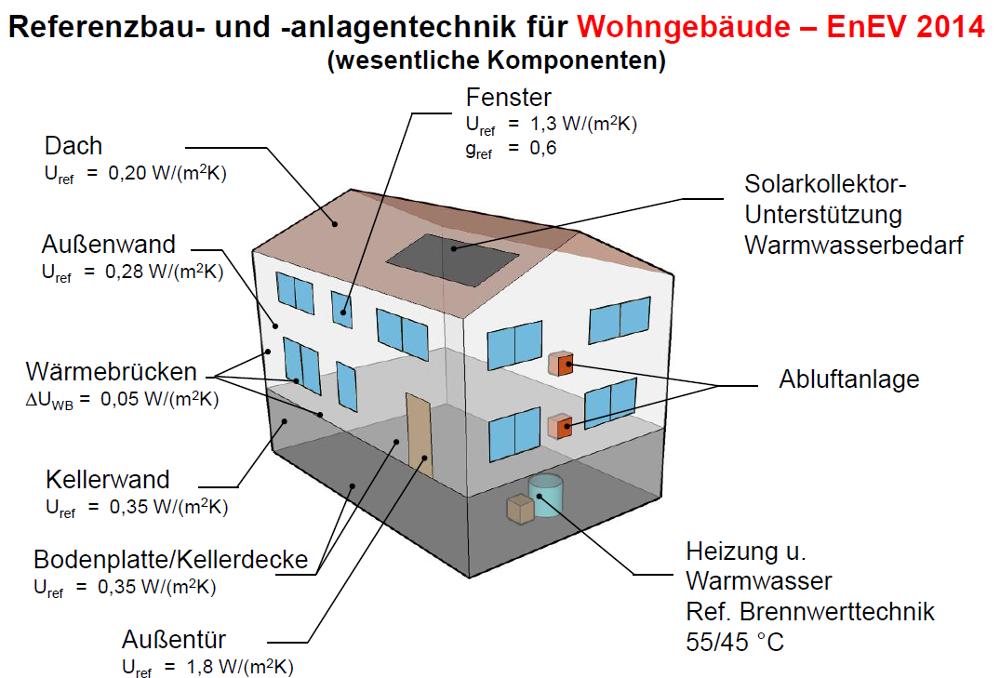 Referenzbau- und -anlagentechnik für Wohngebäude – EnEV 2014
(wesentliche Komponenten)
Fenster
Uref = 1,3 W/(m²K)
gref = 0,6
Dach
Uref = 0,20 W/(m²K)
Solarkollektor-
Unterstützung
Warmwasserbedarf
Außenwand
Uref = 0,28 W/(m²K)
Wärmebrücken
ΔUWB = 0,05 W/(m²K)
Abluftanlage
Kellerwand
Uref = 0,35 W/(m²K)
Bodenplatte/Kellerdecke
Uref = 0,35 W/(m²K)
Heizung u.
Warmwasser
Ref. Brennwerttechnik
55/45 °C
Außentür
Uref = 1,8 W/(m²K)